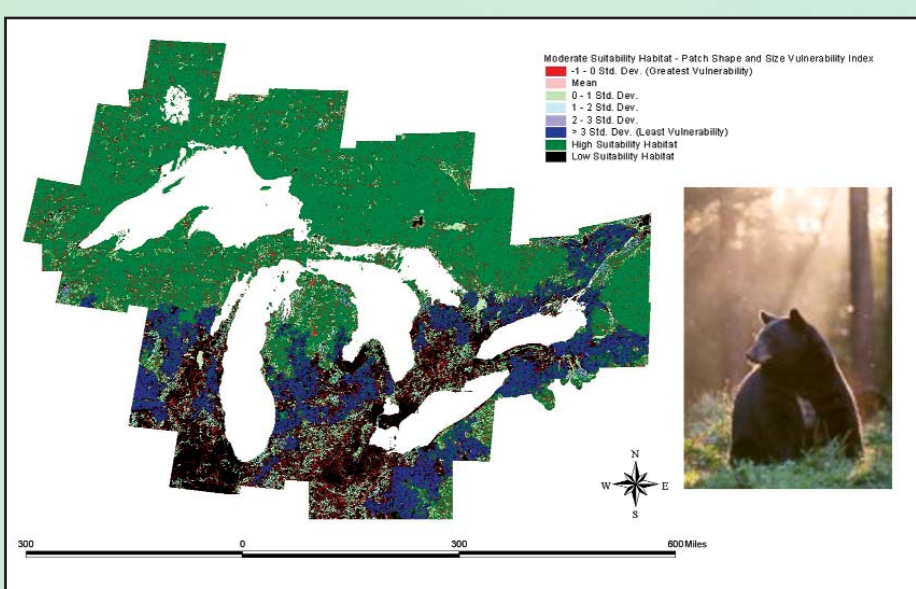 Moderate Suitability Habitat - Patch Shape and Size Vulnerability Index
-1 - 0 Std. Dev. (Greatest Vulnerability)
Mean
0 - 1 Std. Dev.
1 - 2 Std. Dev.
2 - 3 Std. Dev.
> 3 Std. Dev. (Least Vulnerability)
High Suitability Habitat
Low Suitability Habitat
N
W E
S
300 0 300 600 Miles